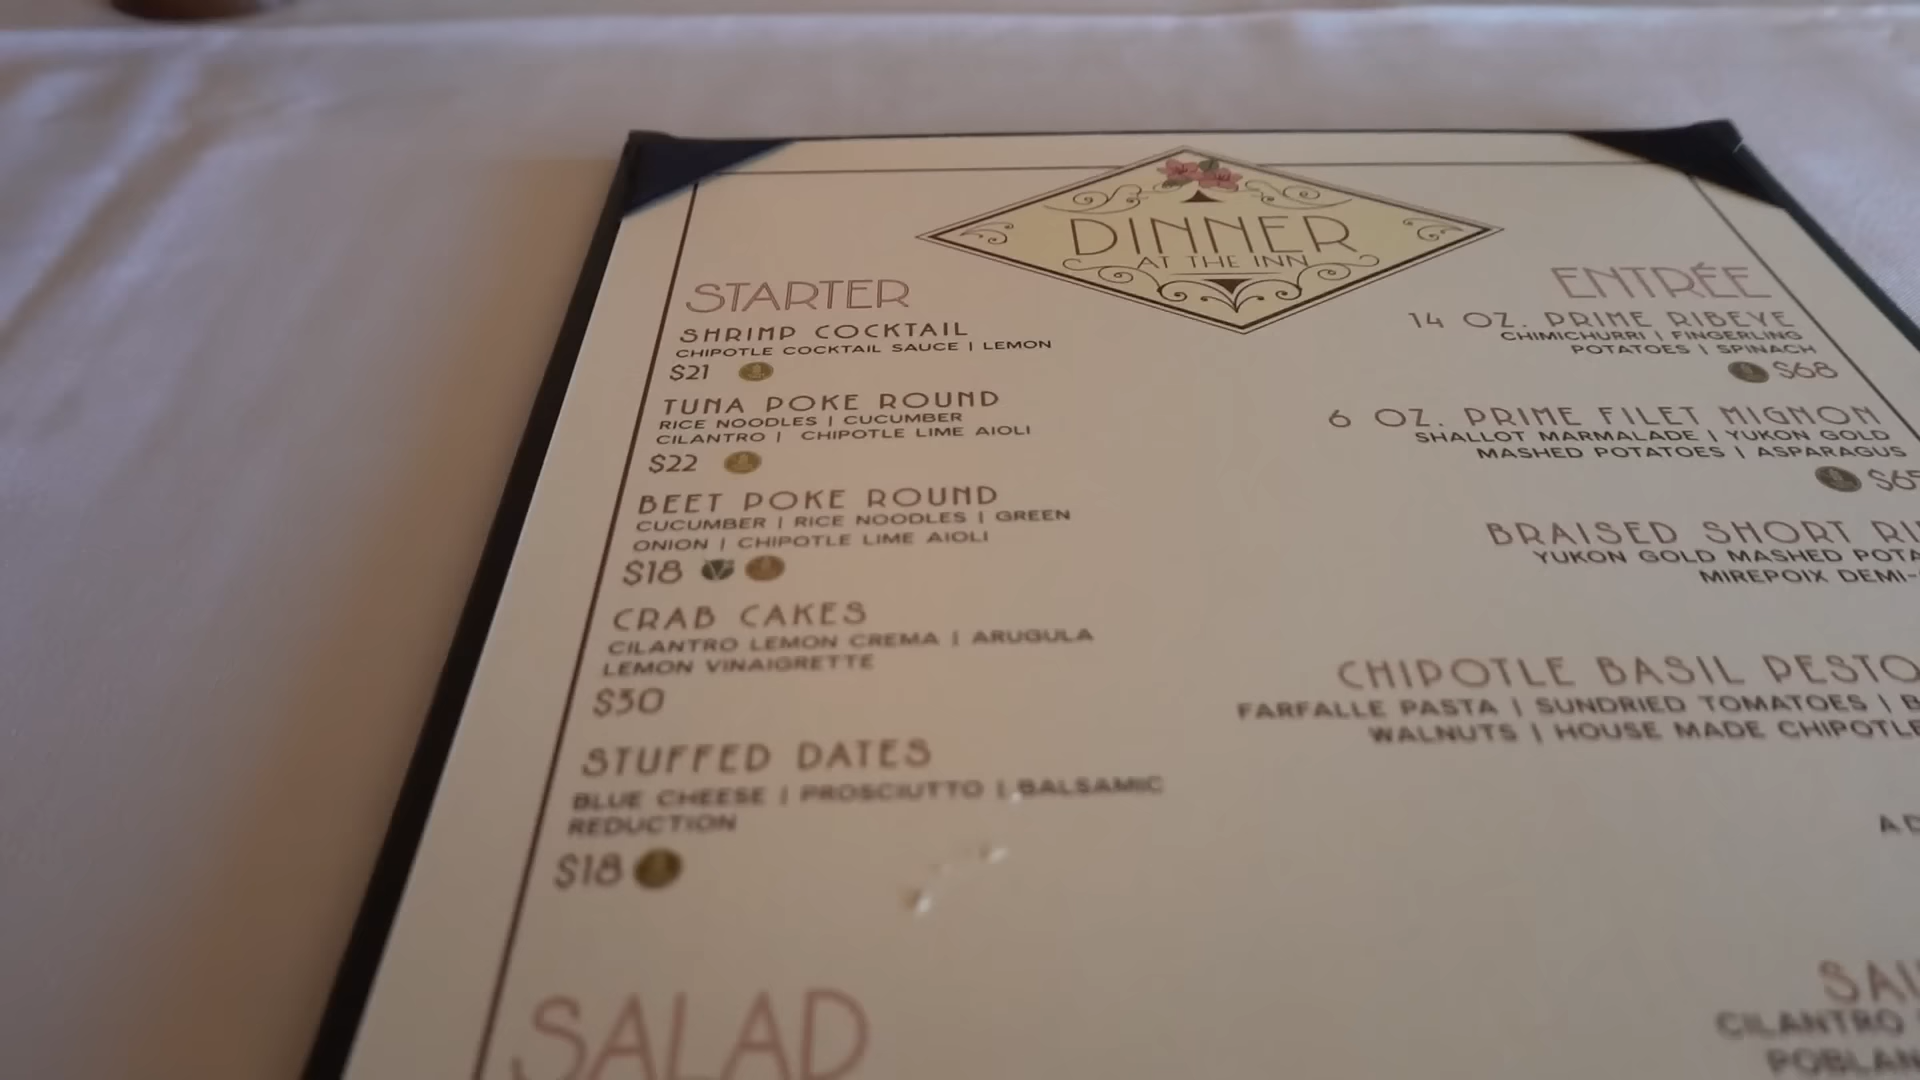 DINNER
AT THE INN
STARTER
SHRIMP COCKTAIL
CHIPOTLE COCKTAIL SAUCE | LEMON
$21
TUNA POKE ROUND
RICE NOODLES | CUCUMBER
CILANTRO | CHIPOTLE LIME AIOLI
$22
BEET POKE ROUND
CUCUMBER | RICE NOODLES | GREEN
ONION | CHIPOTLE LIME AIOLI
$18
CRAB CAKES
CILANTRO LEMON CREMA | ARUGULA
LEMON VINAIGRETTE
$30
STUFFED DATES
BLUE CHEESE | PROSCIUTTO | BALSAMIC
REDUCTION
$18
SALAD
ENTRÉE
14 OZ. PRIME RIBEYE
CHIMICHURRI | FINGERLING
POTATOES | SPINACH
$68
6 OZ. PRIME FILET MIGNON
SHALLOT MARMALADE | YUKON GOLD
MASHED POTATOES | ASPARAGUS
BRAISED SHORT
YUKON GOLD MASHED
MIREPOIX DEMI-
CHIPOTLE BASIL PESTO
FARFALLE PASTA | SUNDRIED TOMATOES |
WALNUTS | HOUSE MADE CHIPOTLE
CILANTRO